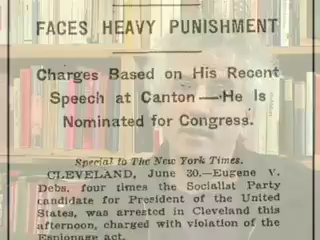 FACES HEAVY PUNISHMENT
Charges Based on His Recent
Speech at Canton—He Is
Nominated for Congress.
Special to The New York Times.
CLEVELAND, June 30.—Eugene V.
Debs, four times the Socialist Party
candidate for President of the United
States, was arrested in Cleveland this
afternoon, charged with violation of the
Espionage act.